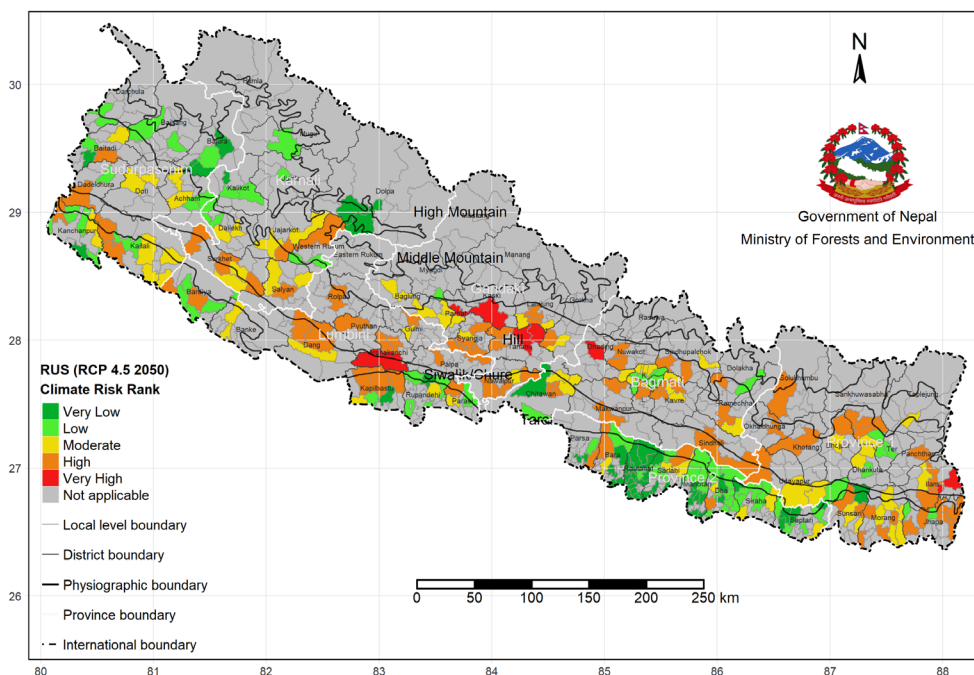 N
Government of Nepal
Ministry of Forests and Environment
30
29
28
27
26
Humla
Darchula
Bajhang
Mugu
Bajura
Baitadi
Sudurpashchim
Karnali
Dolpa
Dadeldhura
Doti
Kalikot
Achham
High Mountain
Kanchanpur
Dailekh
Jajarkot
Kailali
Western Rukum
Eastern Rukum
Middle Mountain
Manang
Surkhet
Myagdi
Salyan
Rolpa
Baglung
Kaski
Lamjung
Gorkha
Bardiya
Parbat
Rasuwa
Banke
Pyuthan
Lumbini
Gulmi
Syangja
Hill
Tanahu
Dhading
Nuwakot
Sindhupalchok
Dang
Palpa
Dolakha
Solukhumbu
Siwalik/Shure
Bagmati
Sankhuwasabha
Taplejung
Kapilbastu
Rupandehi
Parasi
Nawalpur
Chitawan
Kavre
Ramechhap
Makwanpur
Okhaldhunga
Tarai
Khotang
Province 1
Panchthar
Parsa
Bara
Sindhuli
Dhankuta
Rautahat
Sarlahi
Province 2
Udayapur
Ilam
Siraha
Saptari
Sunsari
Morang
Jhapa
RUS (RCP 4.5 2050)
Climate Risk Rank
Very Low
Low
Moderate
High
Very High
Not applicable
Local level boundary
District boundary
Physiographic boundary
Province boundary
International boundary
0 50 100 150 200 250 km
80 81 82 83 84 85 86 87 88